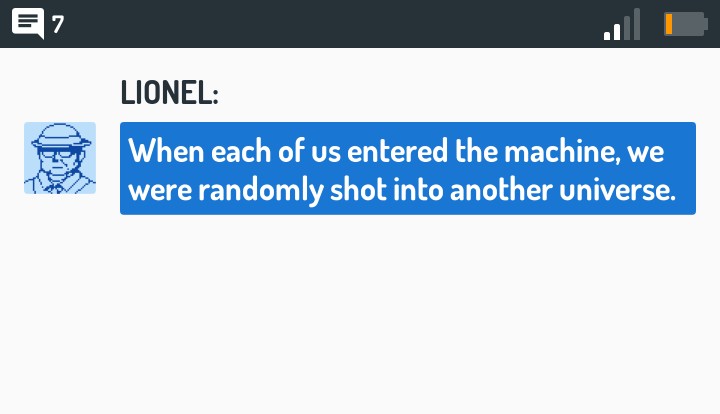 7
LIONEL:
When each of us entered the machine, we
were randomly shot into another universe.